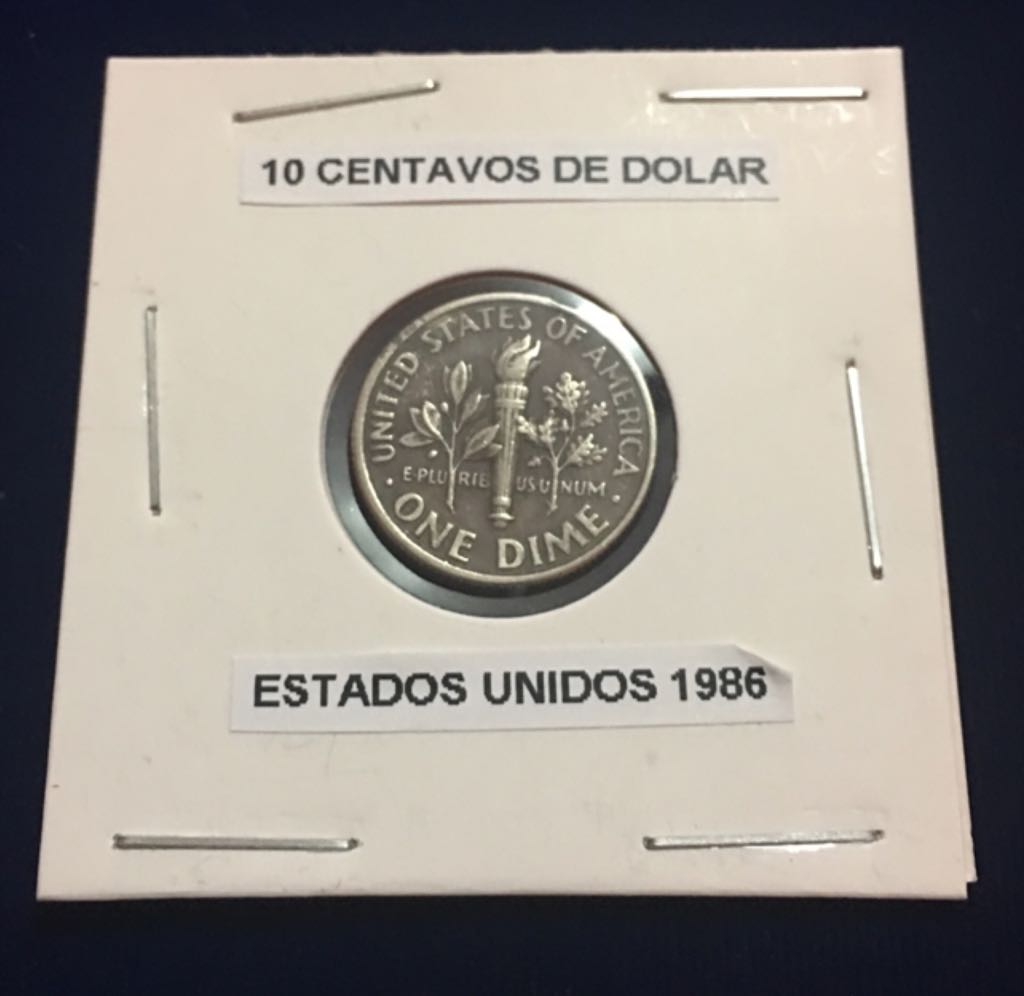 10 CENTAVOS DE DOLAR
UNITED STATES OF AMERICA
E PLURIBUS UNUM
· ONE DIME ·
ESTADOS UNIDOS 1986